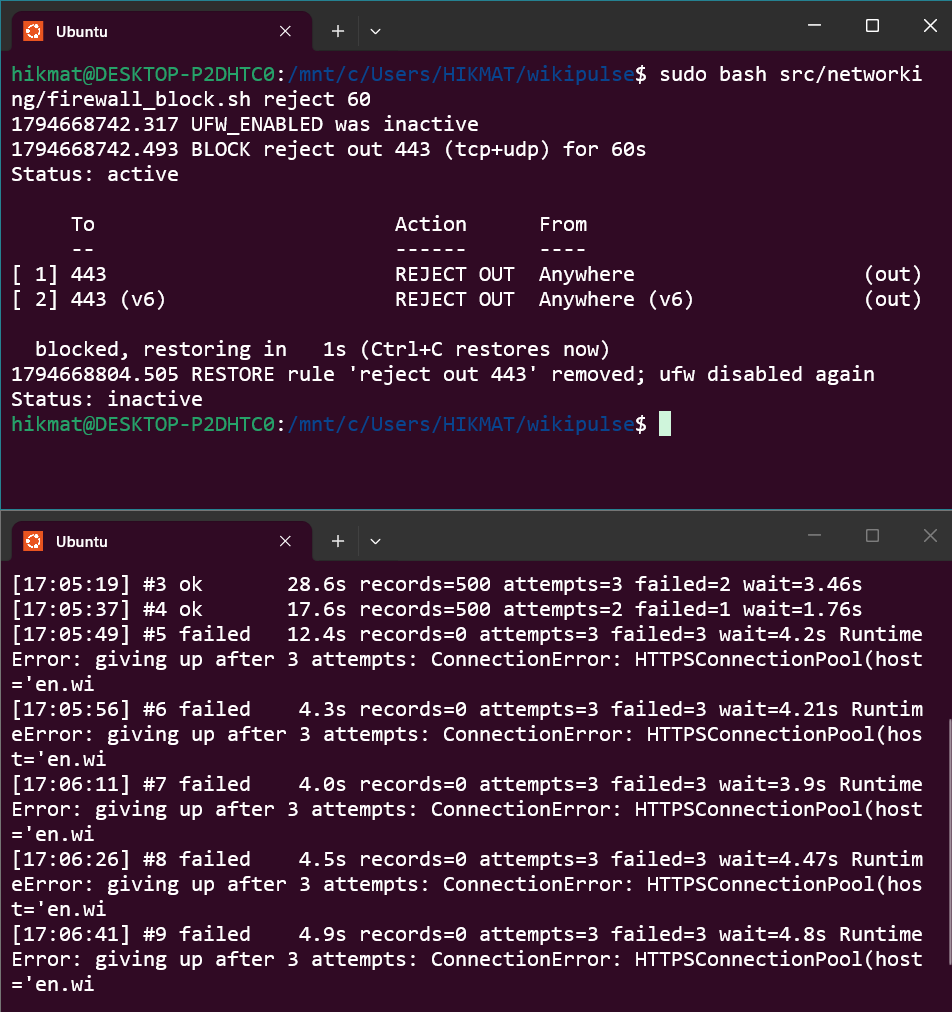 Ubuntu
hikmat@DESKTOP-P2DHTC0:/mnt/c/Users/HIKMAT/wikipulse$ sudo bash src/networki
ng/firewall_block.sh reject 60
1794668742.317 UFW_ENABLED was inactive
1794668742.493 BLOCK reject out 443 (tcp+udp) for 60s
Status: active
To Action From
-- ------ ----
[ 1] 443 REJECT OUT Anywhere (out)
[ 2] 443 (v6) REJECT OUT Anywhere (v6) (out)
blocked, restoring in 1s (Ctrl+C restores now)
1794668804.505 RESTORE rule 'reject out 443' removed; ufw disabled again
Status: inactive
hikmat@DESKTOP-P2DHTC0:/mnt/c/Users/HIKMAT/wikipulse$
Ubuntu
[17:05:19] #3 ok 28.6s records=500 attempts=3 failed=2 wait=3.46s
[17:05:37] #4 ok 17.6s records=500 attempts=2 failed=1 wait=1.76s
[17:05:49] #5 failed 12.4s records=0 attempts=3 failed=3 wait=4.2s Runtime
Error: giving up after 3 attempts: ConnectionError: HTTPSConnectionPool(host
='en.wi
[17:05:56] #6 failed 4.3s records=0 attempts=3 failed=3 wait=4.21s Runtim
eError: giving up after 3 attempts: ConnectionError: HTTPSConnectionPool(hos
t='en.wi
[17:06:11] #7 failed 4.0s records=0 attempts=3 failed=3 wait=3.9s Runtime
Error: giving up after 3 attempts: ConnectionError: HTTPSConnectionPool(host
='en.wi
[17:06:26] #8 failed 4.5s records=0 attempts=3 failed=3 wait=4.47s Runtim
eError: giving up after 3 attempts: ConnectionError: HTTPSConnectionPool(hos
t='en.wi
[17:06:41] #9 failed 4.9s records=0 attempts=3 failed=3 wait=4.8s Runtime
Error: giving up after 3 attempts: ConnectionError: HTTPSConnectionPool(host
='en.wi